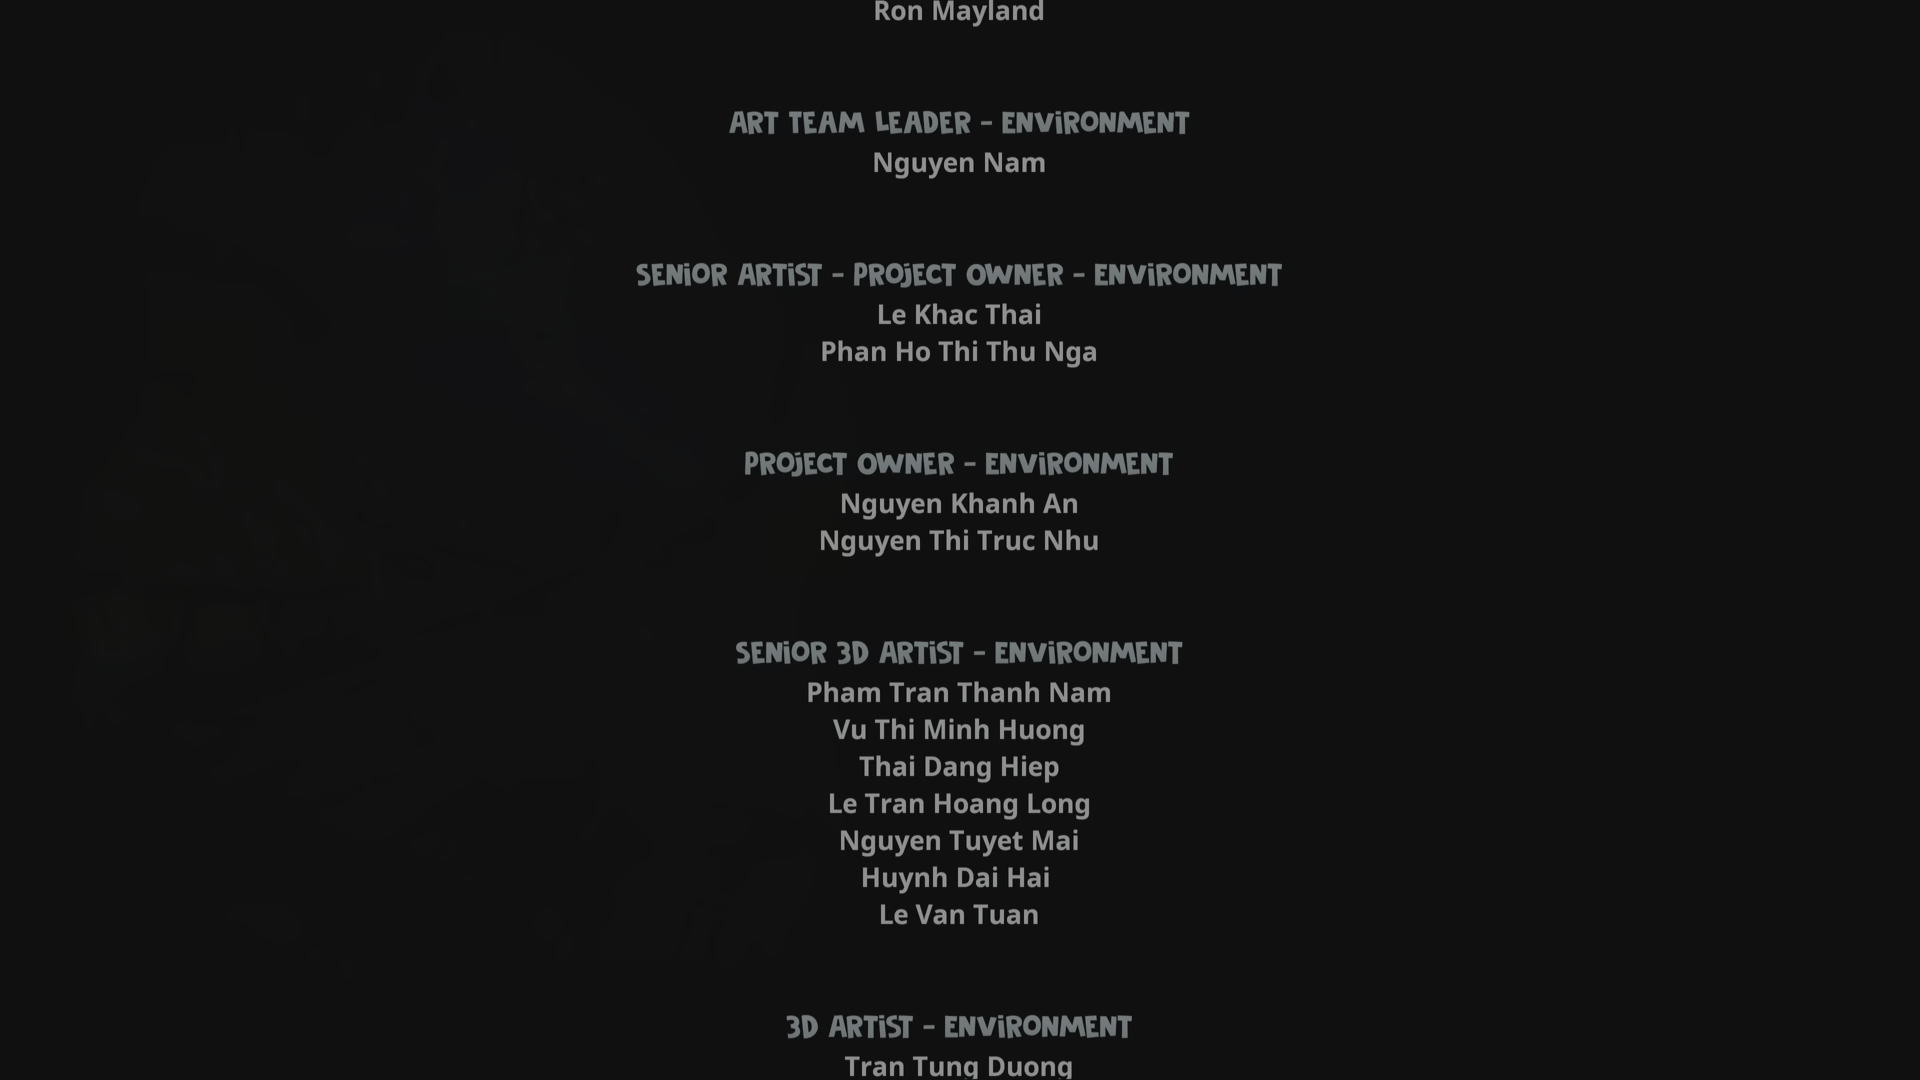 Ron Mayland
ART TEAM LEADER - ENViRONMENT
Nguyen Nam
SENiOR ARTiST - PROjECT OWNER - ENViRONMENT
Le Khac Thai
Phan Ho Thi Thu Nga
PROjECT OWNER - ENViRONMENT
Nguyen Khanh An
Nguyen Thi Truc Nhu
SENiOR 3D ARTiST - ENViRONMENT
Pham Tran Thanh Nam
Vu Thi Minh Huong
Thai Dang Hiep
Le Tran Hoang Long
Nguyen Tuyet Mai
Huynh Dai Hai
Le Van Tuan
3D ARTiST - ENViRONMENT
Tran Tung Duong